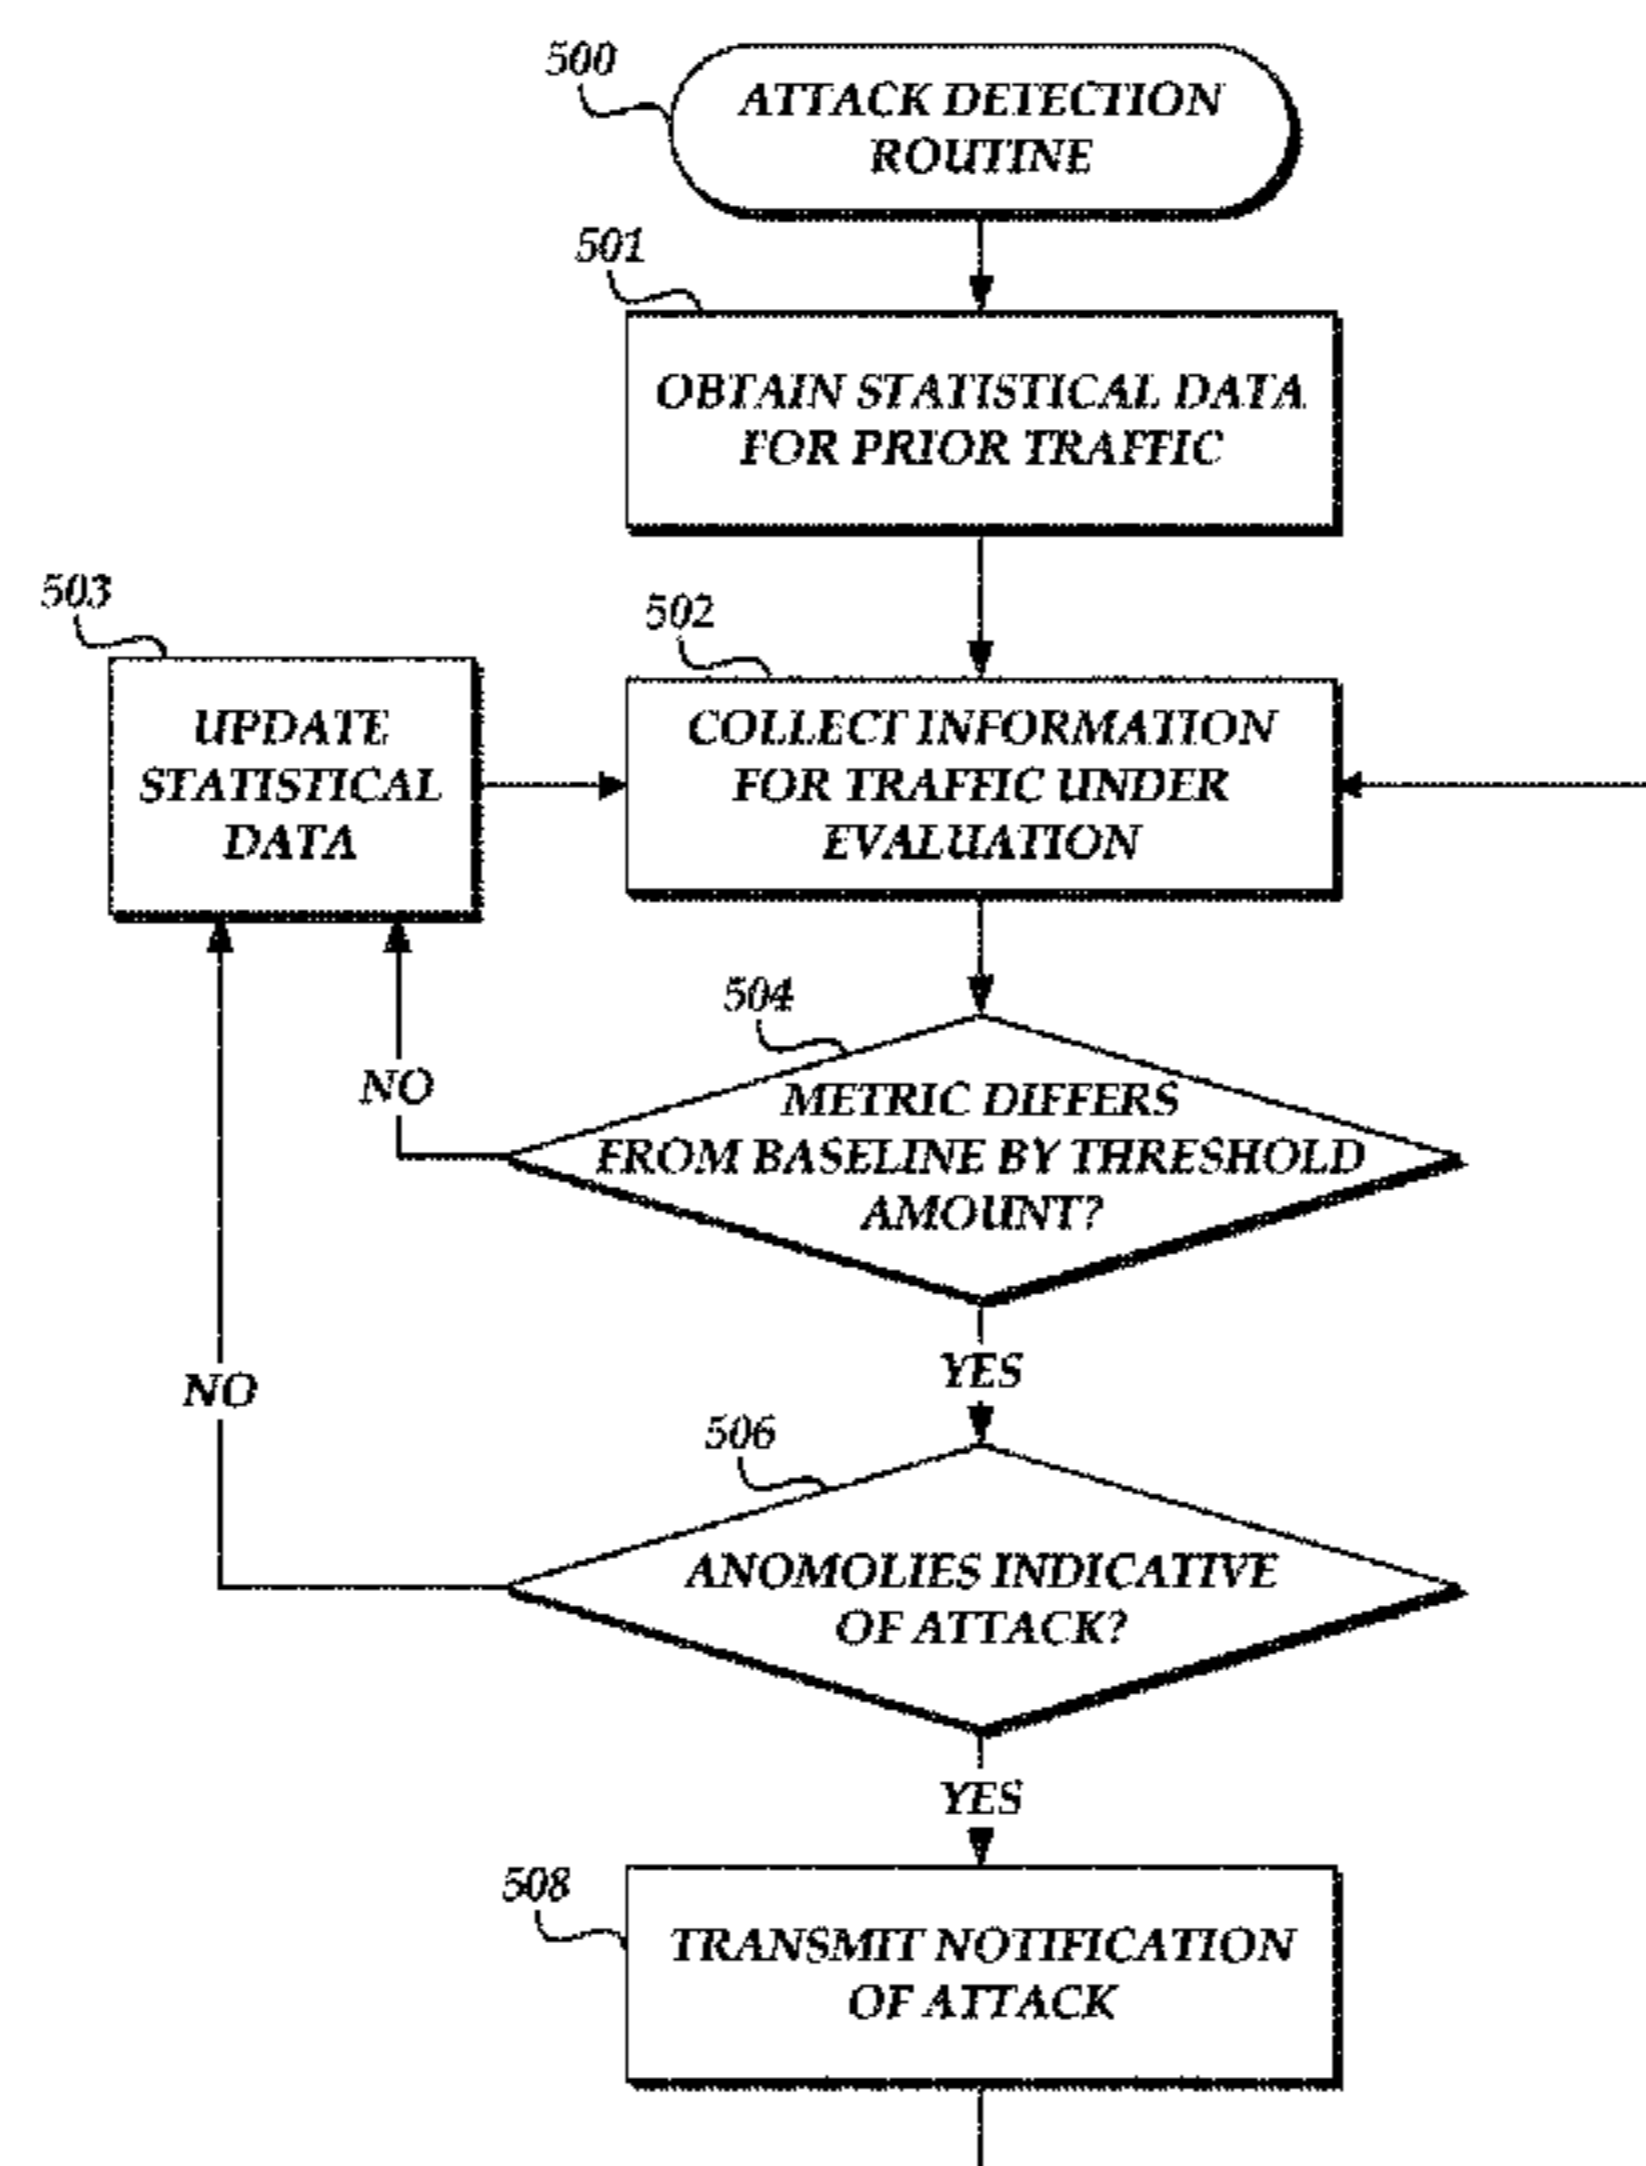 500
ATTACK DETECTION
ROUTINE
501
OBTAIN STATISTICAL DATA
FOR PRIOR TRAFFIC
503
UPDATE
STATISTICAL
DATA
502
COLLECT INFORMATION
FOR TRAFFIC UNDER
EVALUATION
504
NO
METRIC DIFFERS
FROM BASELINE BY THRESHOLD
AMOUNT?
YES
NO
506
ANOMOLIES INDICATIVE
OF ATTACK?
YES
508
TRANSMIT NOTIFICATION
OF ATTACK